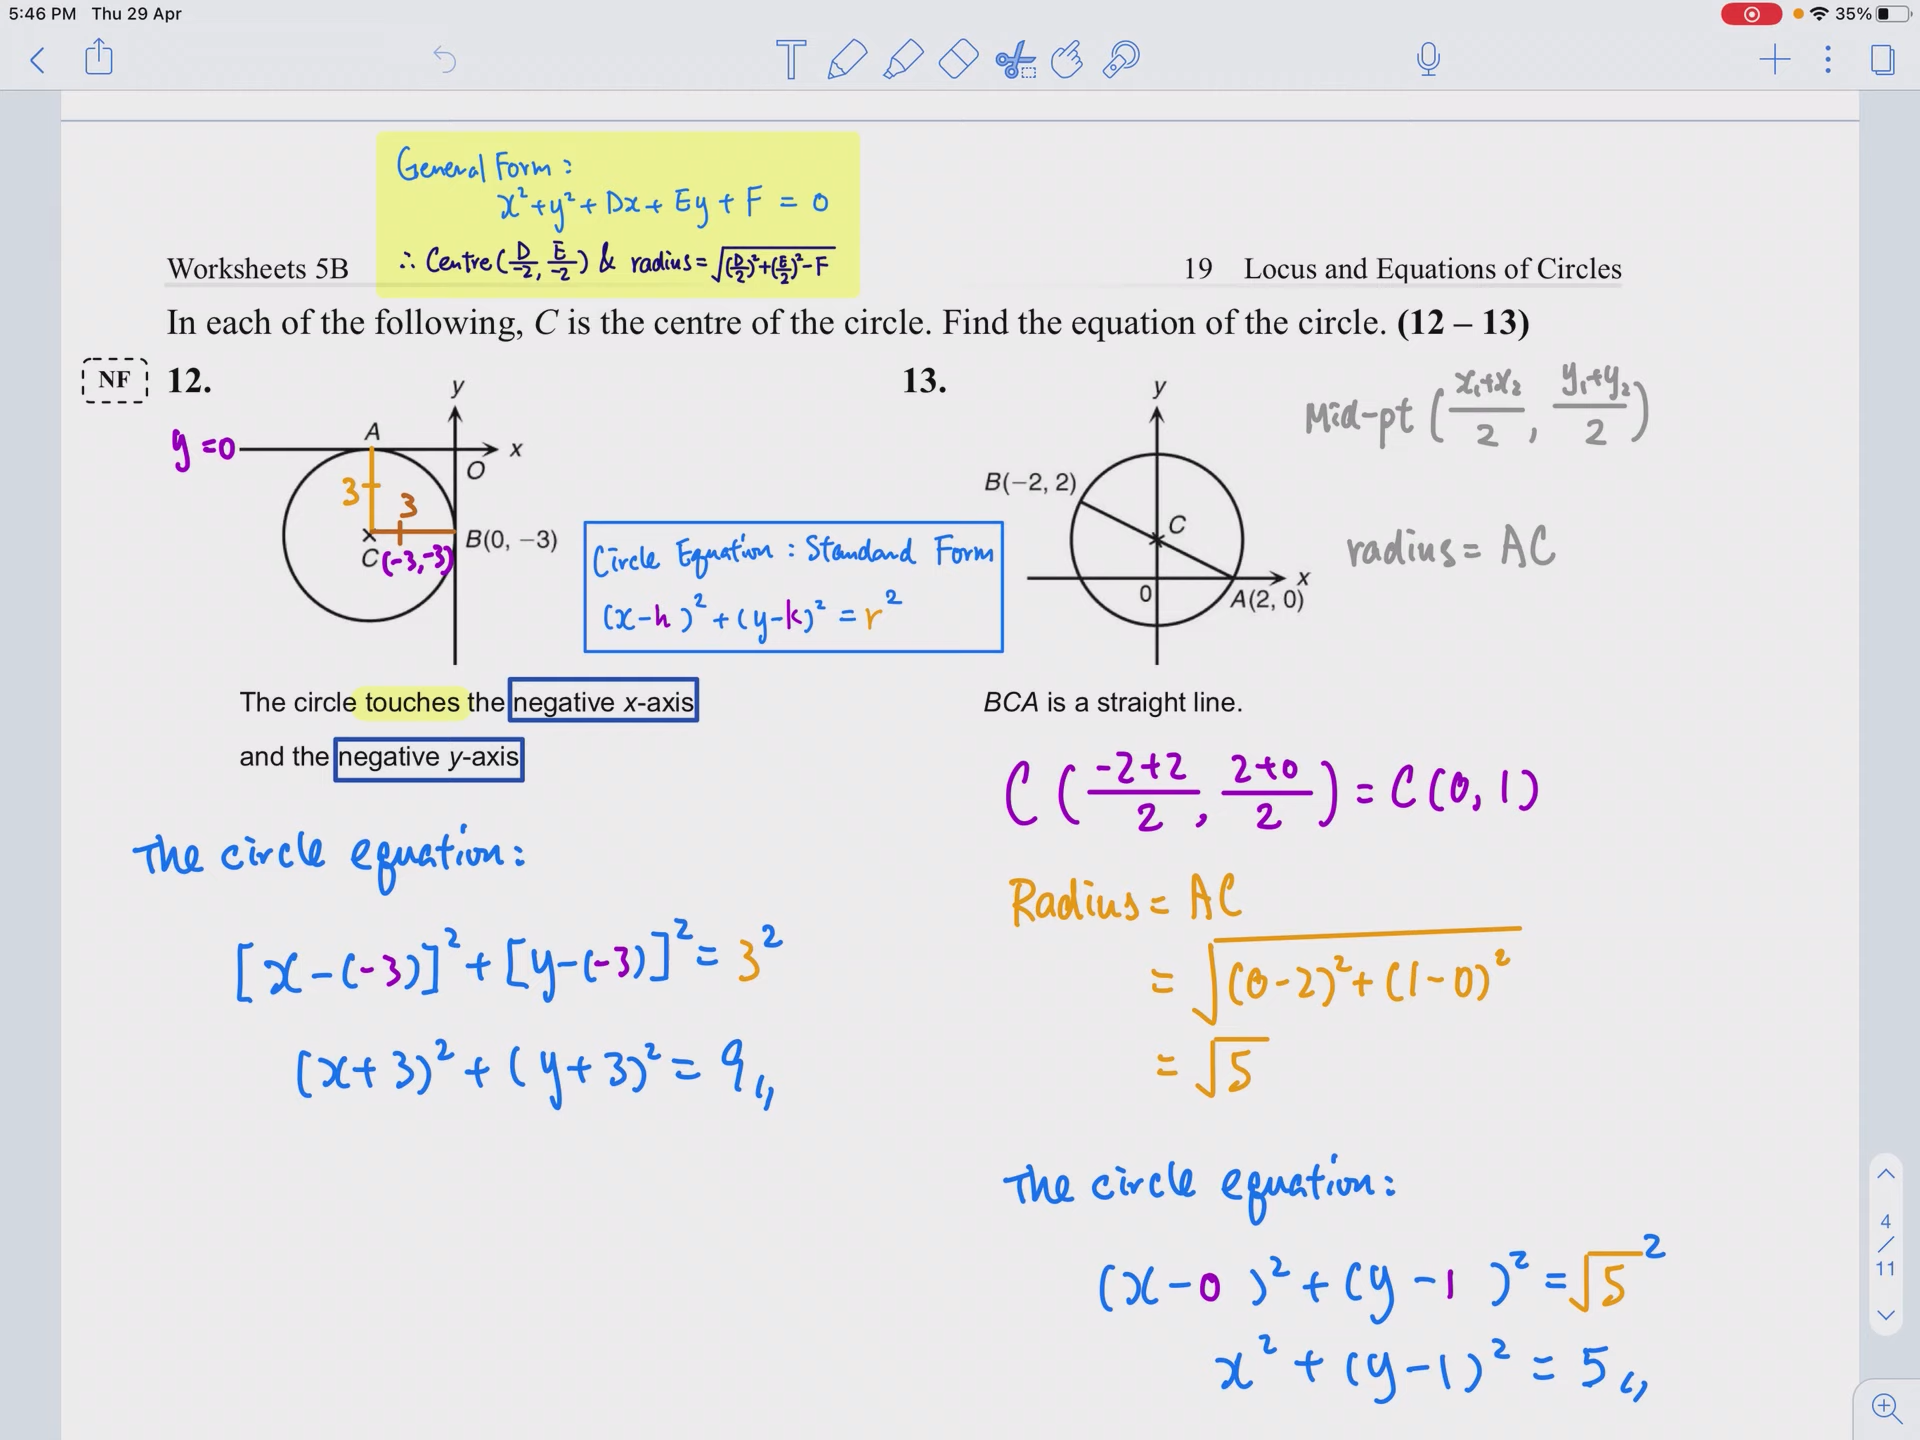 5:46 PM Thu 29 Apr
35%
General Form :
x²+y²+Dx+Ey+F = 0
∴ Centre(D/-2, E/-2) & radius=√((D/2)²+(E/2)²-F)
Worksheets 5B
19 Locus and Equations of Circles
In each of the following, C is the centre of the circle. Find the equation of the circle. (12 – 13)
NF 12.
y
A
y=0
x
O
3
3
B(0, −3)
C(-3,-3)
Circle Equation : Standard Form
(x-h)²+(y-k)² = r²
The circle touches the negative x-axis
and the negative y-axis
The circle equation:
[x-(-3)]²+[y-(-3)]²= 3²
(x+3)²+(y+3)²= 9
13.
y
Mid-pt (x₁+x₂/2, y₁+y₂/2)
B(−2, 2)
C
radius= AC
x
0
A(2, 0)
BCA is a straight line.
C(-2+2/2, 2+0/2)= C(0,1)
Radius= AC
= √((0-2)²+(1-0)²)
= √5
The circle equation:
(x-0)²+(y-1)²=√5²
x²+(y-1)²= 5
4
/
11